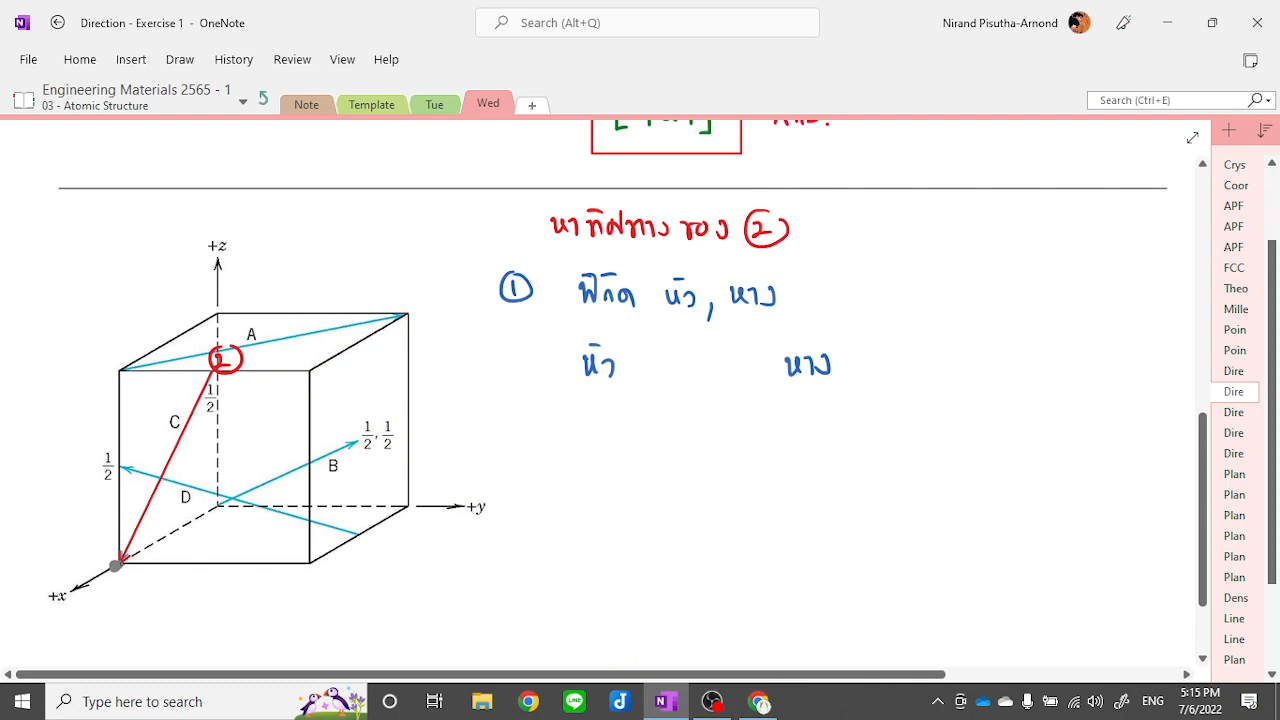 Direction - Exercise 1 - OneNote
Search (Alt+Q)
Nirand Pisutha-Arnond
File Home Insert Draw History Review View Help
Engineering Materials 2565 - 1
03 - Atomic Structure
Note Template Tue Wed +
Search (Ctrl+E)
Ans.
หาทิศทางของ ②
① พิกัด หัว, หาง
หัว หาง
+z
A
2
1/2
C
1/2, 1/2
B
1/2
D
+y
+x
Crys
Coor
APF
APF
APF
FCC
Theo
Mille
Poin
Poin
Dire
Dire
Dire
Dire
Dire
Plan
Plan
Plan
Plan
Plan
Plan
Dens
Line
Line
Plan
Type here to search
LINE
ENG
5:15 PM
7/6/2022